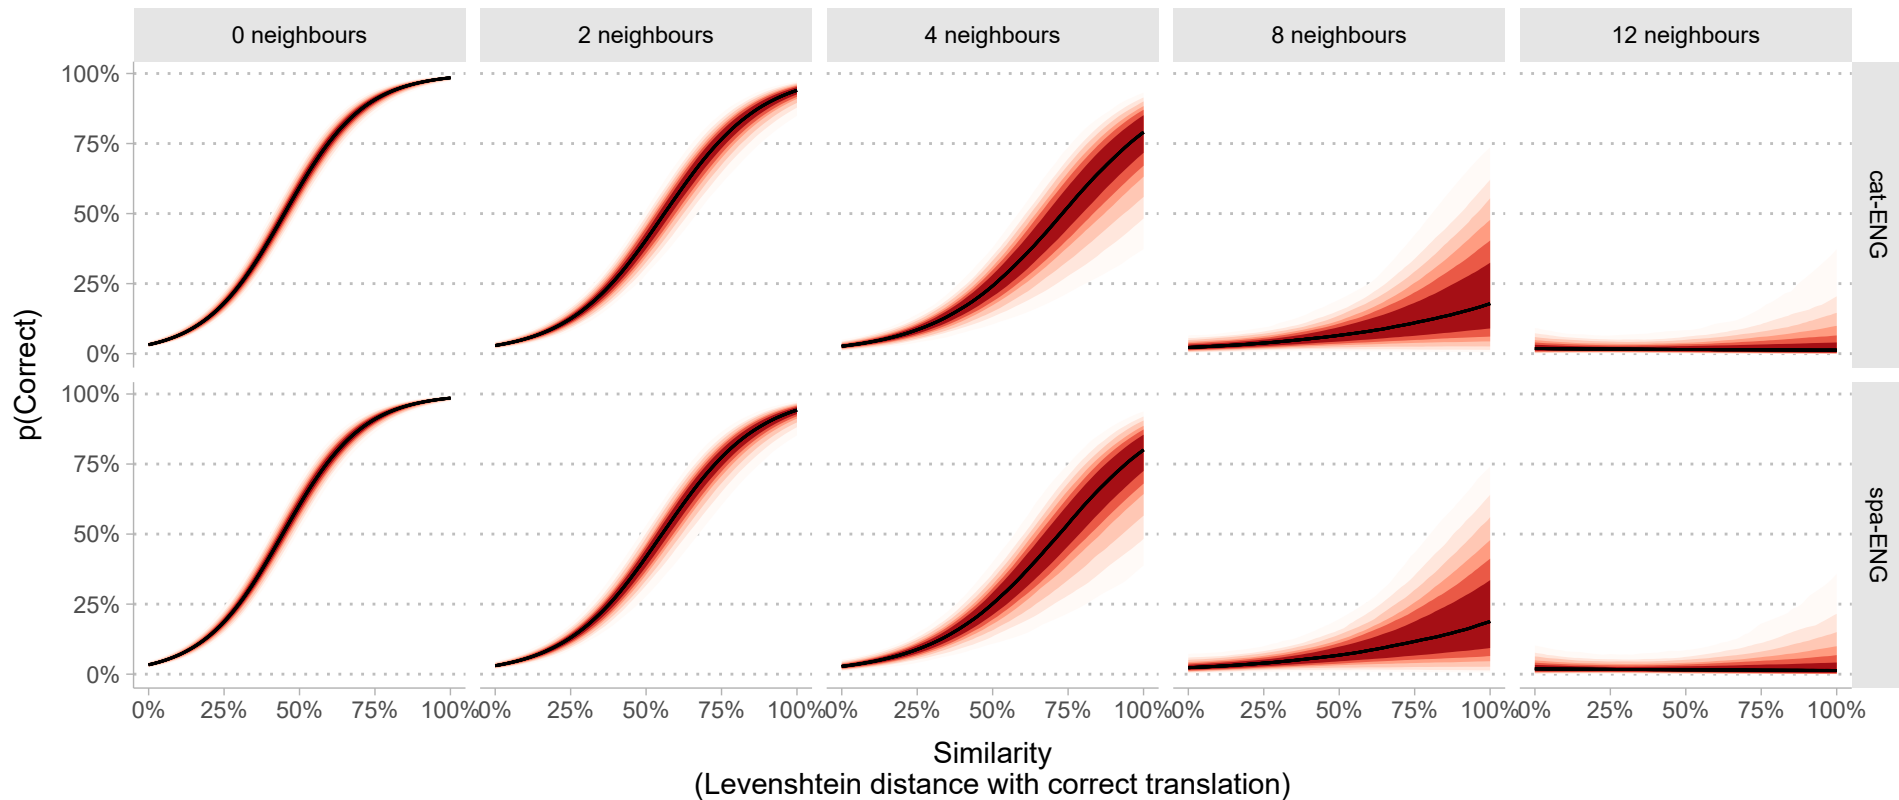 0 neighbours 2 neighbours 4 neighbours 8 neighbours 12 neighbours
100%
75%
50%
25%
0%
cat-ENG
100%
75%
50%
25%
0%
spa-ENG
p(Correct)
0% 25% 50% 75% 100% 0% 25% 50% 75% 100% 0% 25% 50% 75% 100% 0% 25% 50% 75% 100% 0% 25% 50% 75% 100%
Similarity
(Levenshtein distance with correct translation)